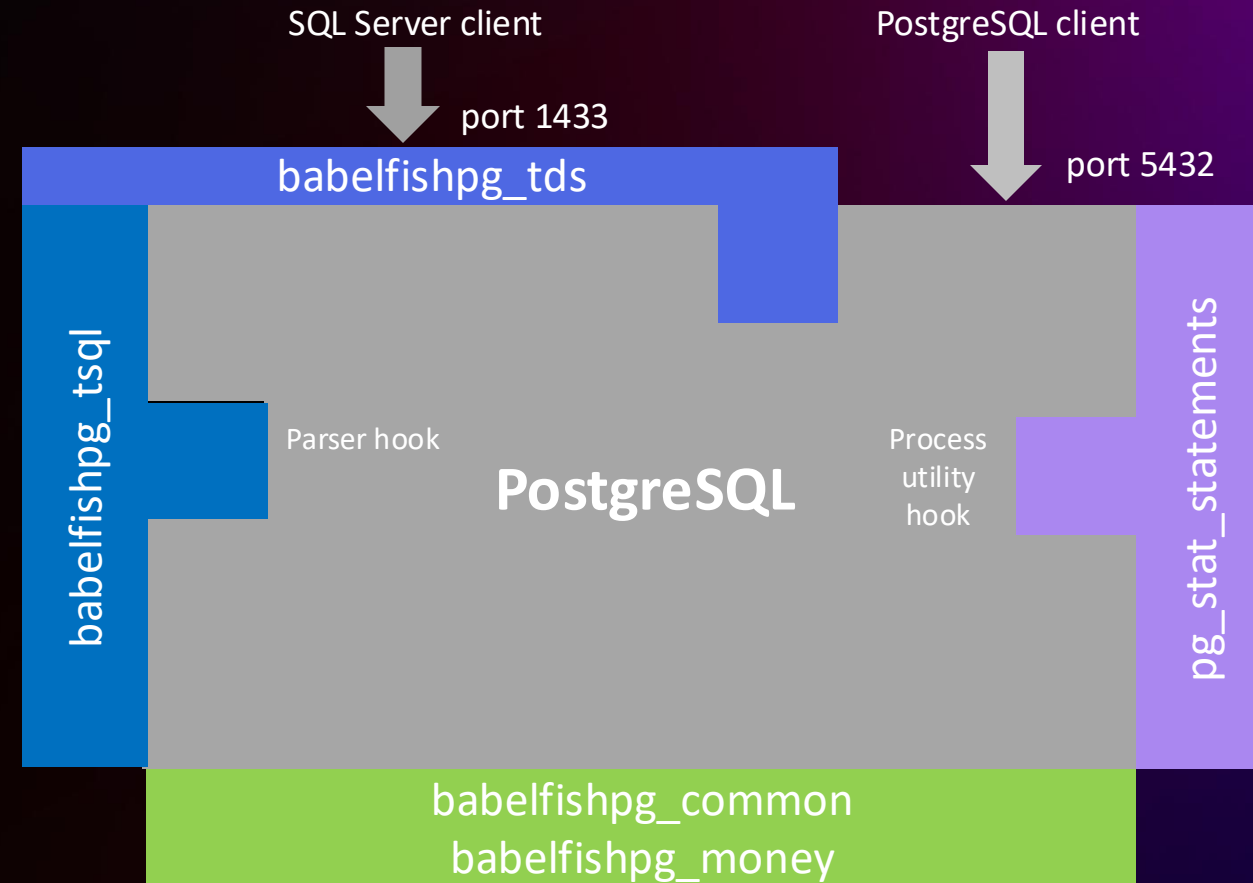 SQL Server client
PostgreSQL client
port 1433
port 5432
babelfishpg_tds
babelfishpg_tsql
Parser hook
PostgreSQL
Process
utility
hook
pg_stat_statements
babelfishpg_common
babelfishpg_money